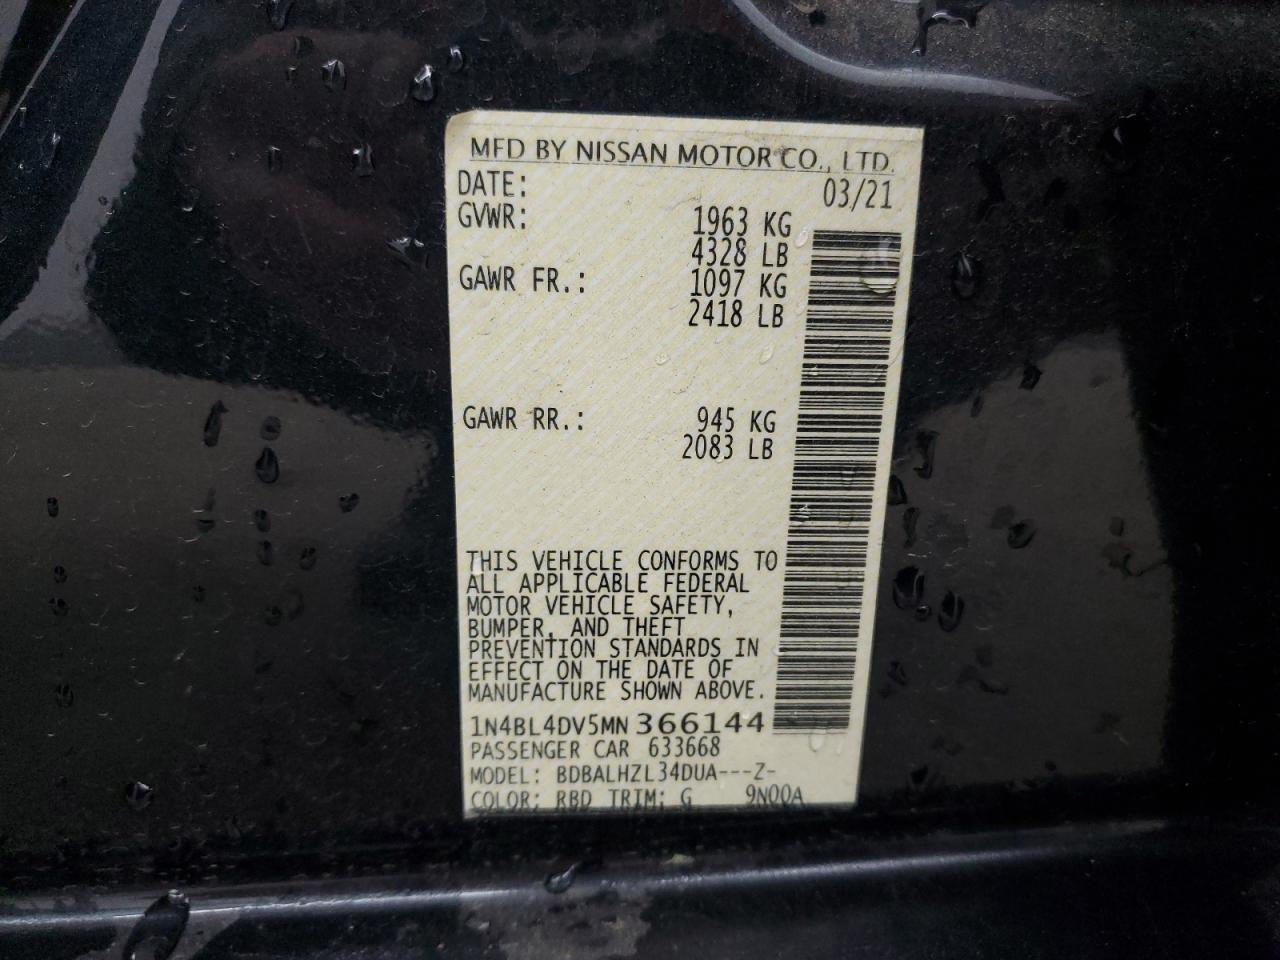 MFD BY NISSAN MOTOR CO., LTD.
DATE: 03/21
GVWR: 1963 KG
4328 LB
GAWR FR.: 1097 KG
2418 LB
GAWR RR.: 945 KG
2083 LB
THIS VEHICLE CONFORMS TO
ALL APPLICABLE FEDERAL
MOTOR VEHICLE SAFETY,
BUMPER, AND THEFT
PREVENTION STANDARDS IN
EFFECT ON THE DATE OF
MANUFACTURE SHOWN ABOVE.
1N4BL4DV5MN366144
PASSENGER CAR 633668
MODEL: BDBALHZL34DUA---Z-
COLOR: RBD TRIM: G 9N00A